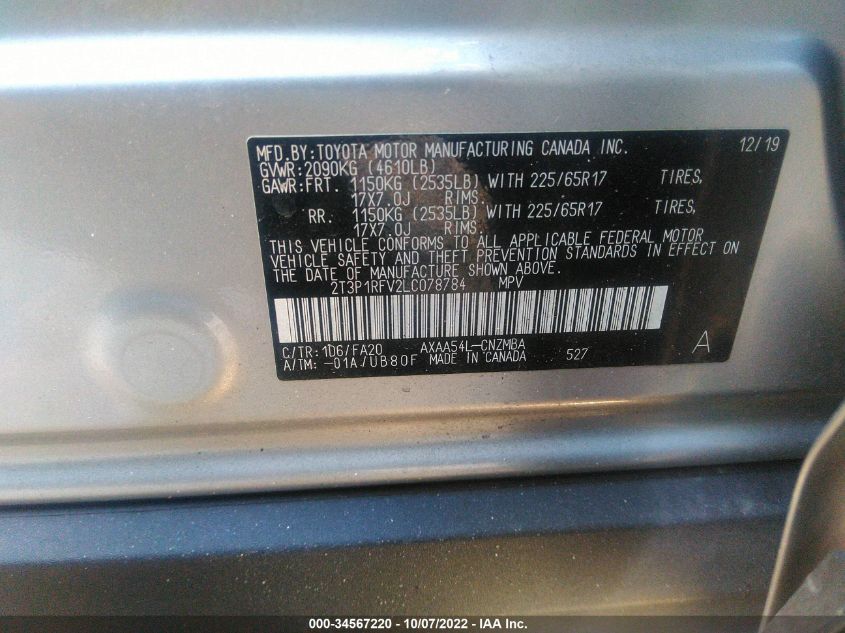 MFD.BY:TOYOTA MOTOR MANUFACTURING CANADA INC. 12/19
GVWR:2090KG (4610LB)
GAWR:FRT. 1150KG (2535LB) WITH 225/65R17 TIRES,
17X7.0J RIMS.
RR. 1150KG (2535LB) WITH 225/65R17 TIRES,
17X7.0J RIMS.
THIS VEHICLE CONFORMS TO ALL APPLICABLE FEDERAL MOTOR
VEHICLE SAFETY AND THEFT PREVENTION STANDARDS IN EFFECT ON
THE DATE OF MANUFACTURE SHOWN ABOVE.
2T3P1RFV2LC078784 MPV
C/TR:1D6/FA20 AXAA54L-CNZMBA
A/TM:-01A/UB80F MADE IN CANADA 527 A
000-34567220 - 10/07/2022 - IAA Inc.